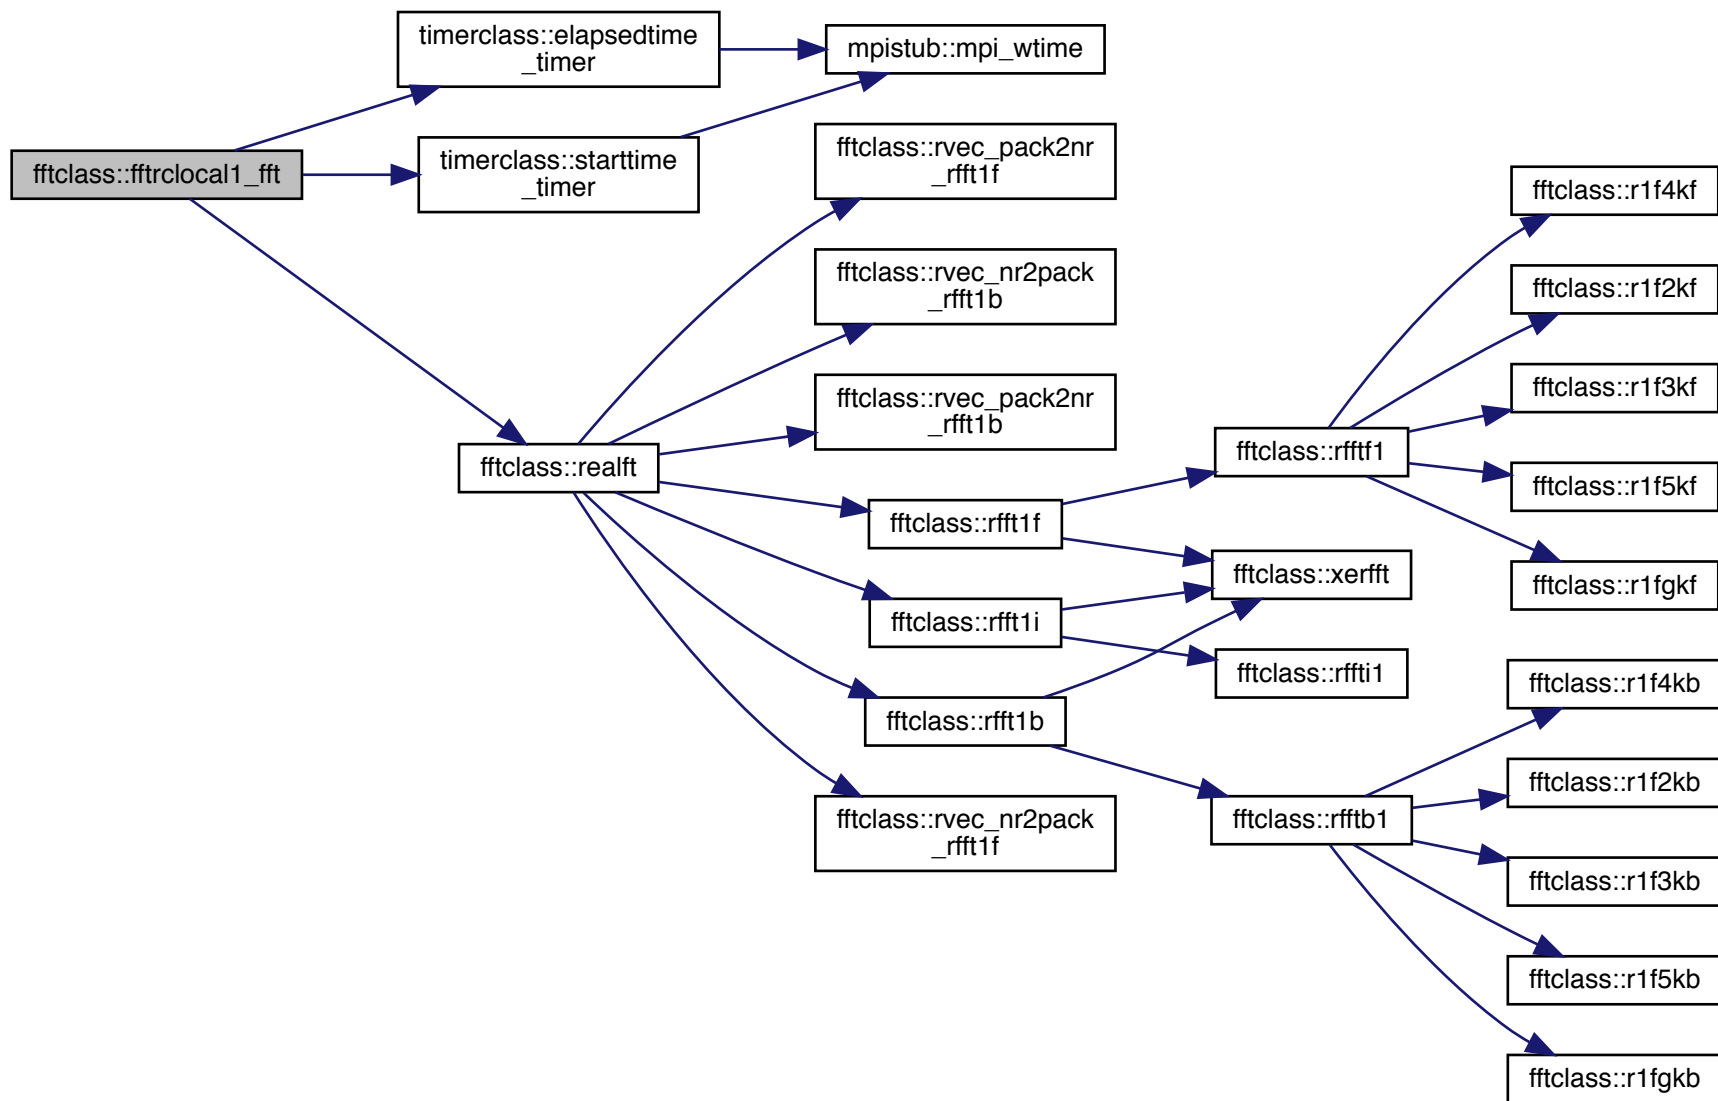 fftclass::fftrclocal1_fft
timerclass::elapsedtime
_timer
timerclass::starttime
_timer
mpistub::mpi_wtime
fftclass::realft
fftclass::rvec_pack2nr
_rfft1f
fftclass::rvec_nr2pack
_rfft1b
fftclass::rvec_pack2nr
_rfft1b
fftclass::rfft1f
fftclass::rfft1i
fftclass::rfft1b
fftclass::rvec_nr2pack
_rfft1f
fftclass::rfftf1
fftclass::xerfft
fftclass::rffti1
fftclass::rfftb1
fftclass::r1f4kf
fftclass::r1f2kf
fftclass::r1f3kf
fftclass::r1f5kf
fftclass::r1fgkf
fftclass::r1f4kb
fftclass::r1f2kb
fftclass::r1f3kb
fftclass::r1f5kb
fftclass::r1fgkb